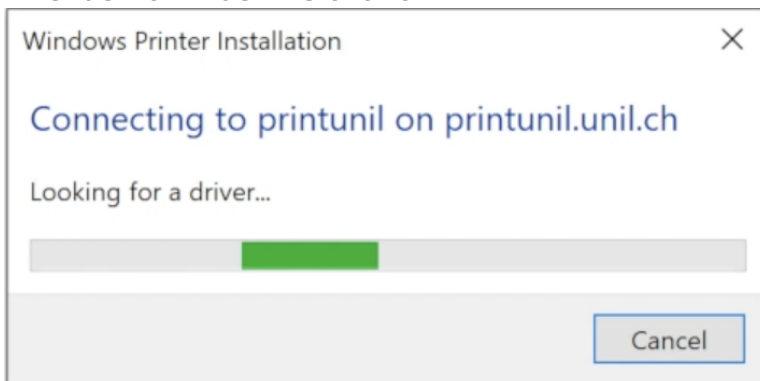 Windows Printer Installation
Connecting to printunil on printunil.unil.ch
Looking for a driver...
Cancel